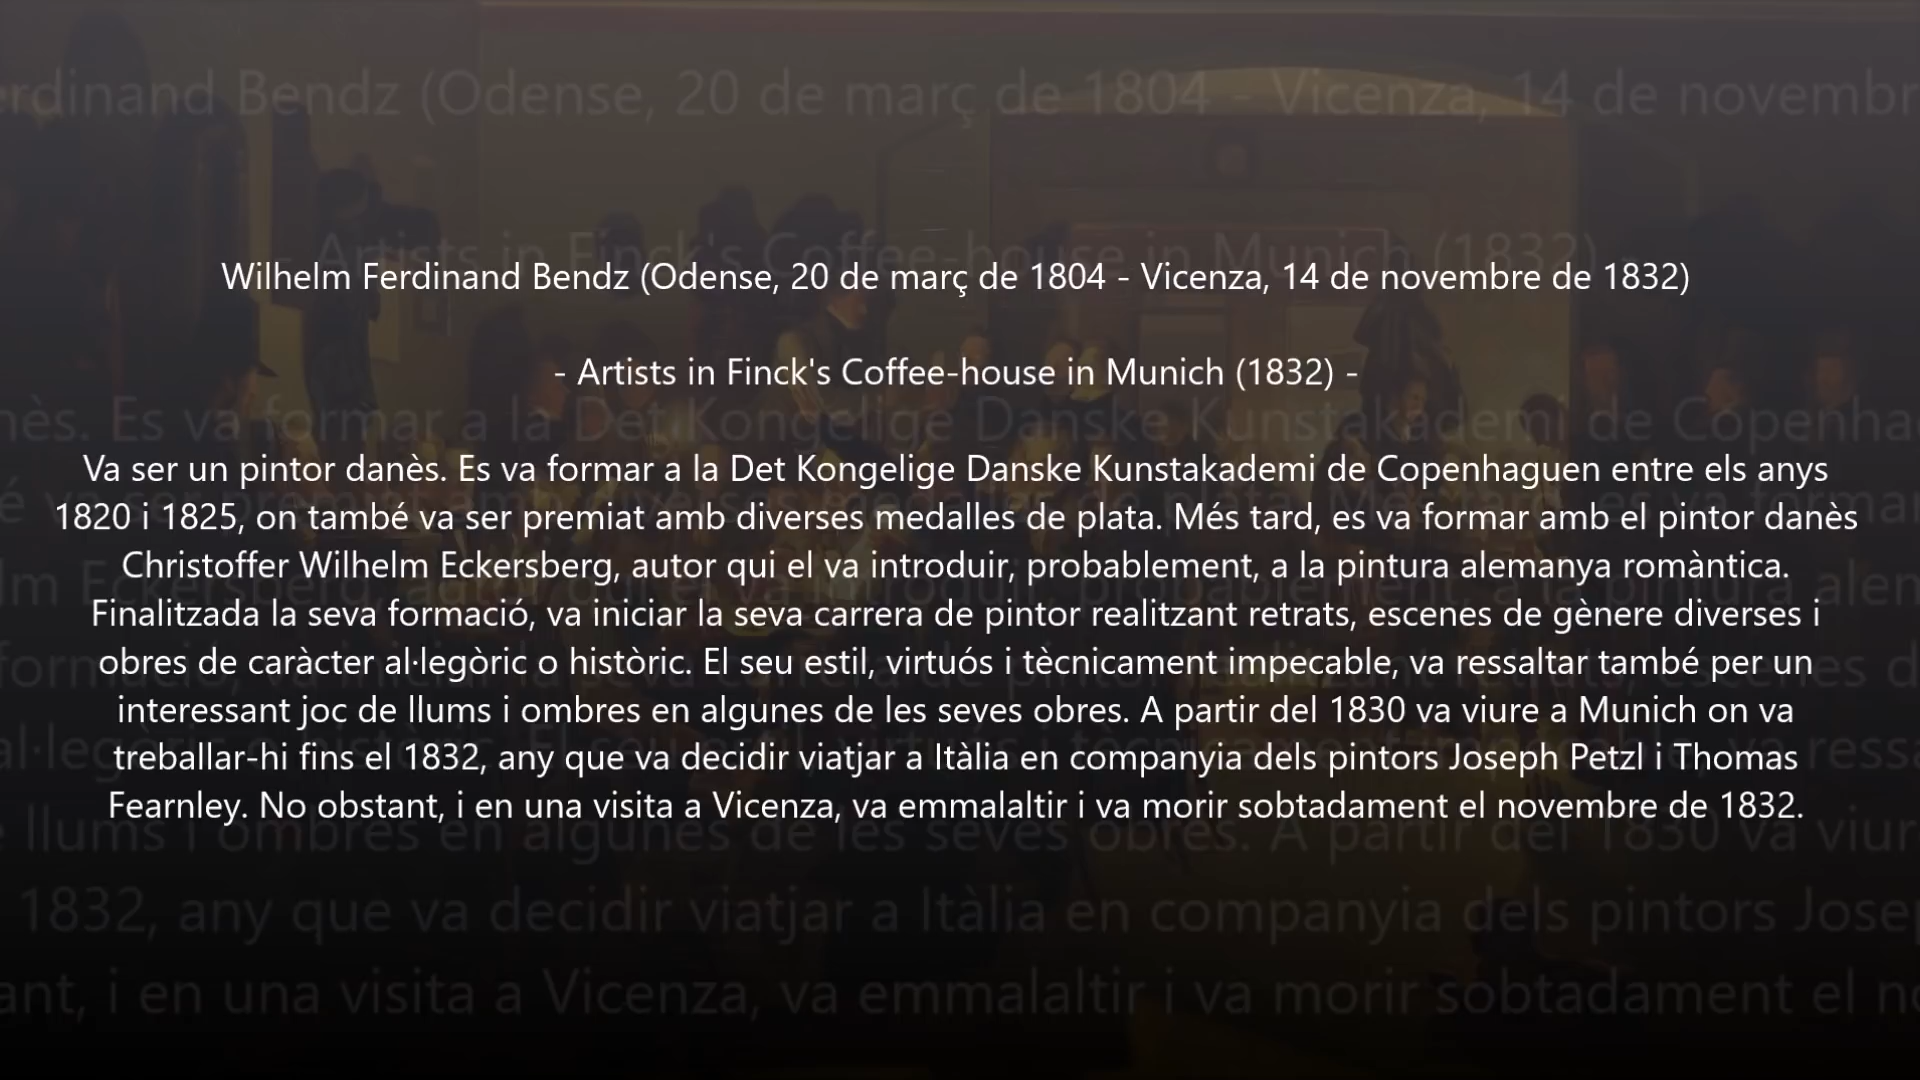 Wilhelm Ferdinand Bendz (Odense, 20 de març de 1804 - Vicenza, 14 de novembre de 1832)
- Artists in Finck's Coffee-house in Munich (1832) -
Va ser un pintor danès. Es va formar a la Det Kongelige Danske Kunstakademi de Copenhaguen entre els anys
1820 i 1825, on també va ser premiat amb diverses medalles de plata. Més tard, es va formar amb el pintor danès
Christoffer Wilhelm Eckersberg, autor qui el va introduir, probablement, a la pintura alemanya romàntica.
Finalitzada la seva formació, va iniciar la seva carrera de pintor realitzant retrats, escenes de gènere diverses i
obres de caràcter al·legòric o històric. El seu estil, virtuós i tècnicament impecable, va ressaltar també per un
interessant joc de llums i ombres en algunes de les seves obres. A partir del 1830 va viure a Munich on va
treballar-hi fins el 1832, any que va decidir viatjar a Itàlia en companyia dels pintors Joseph Petzl i Thomas
Fearnley. No obstant, i en una visita a Vicenza, va emmalaltir i va morir sobtadament el novembre de 1832.